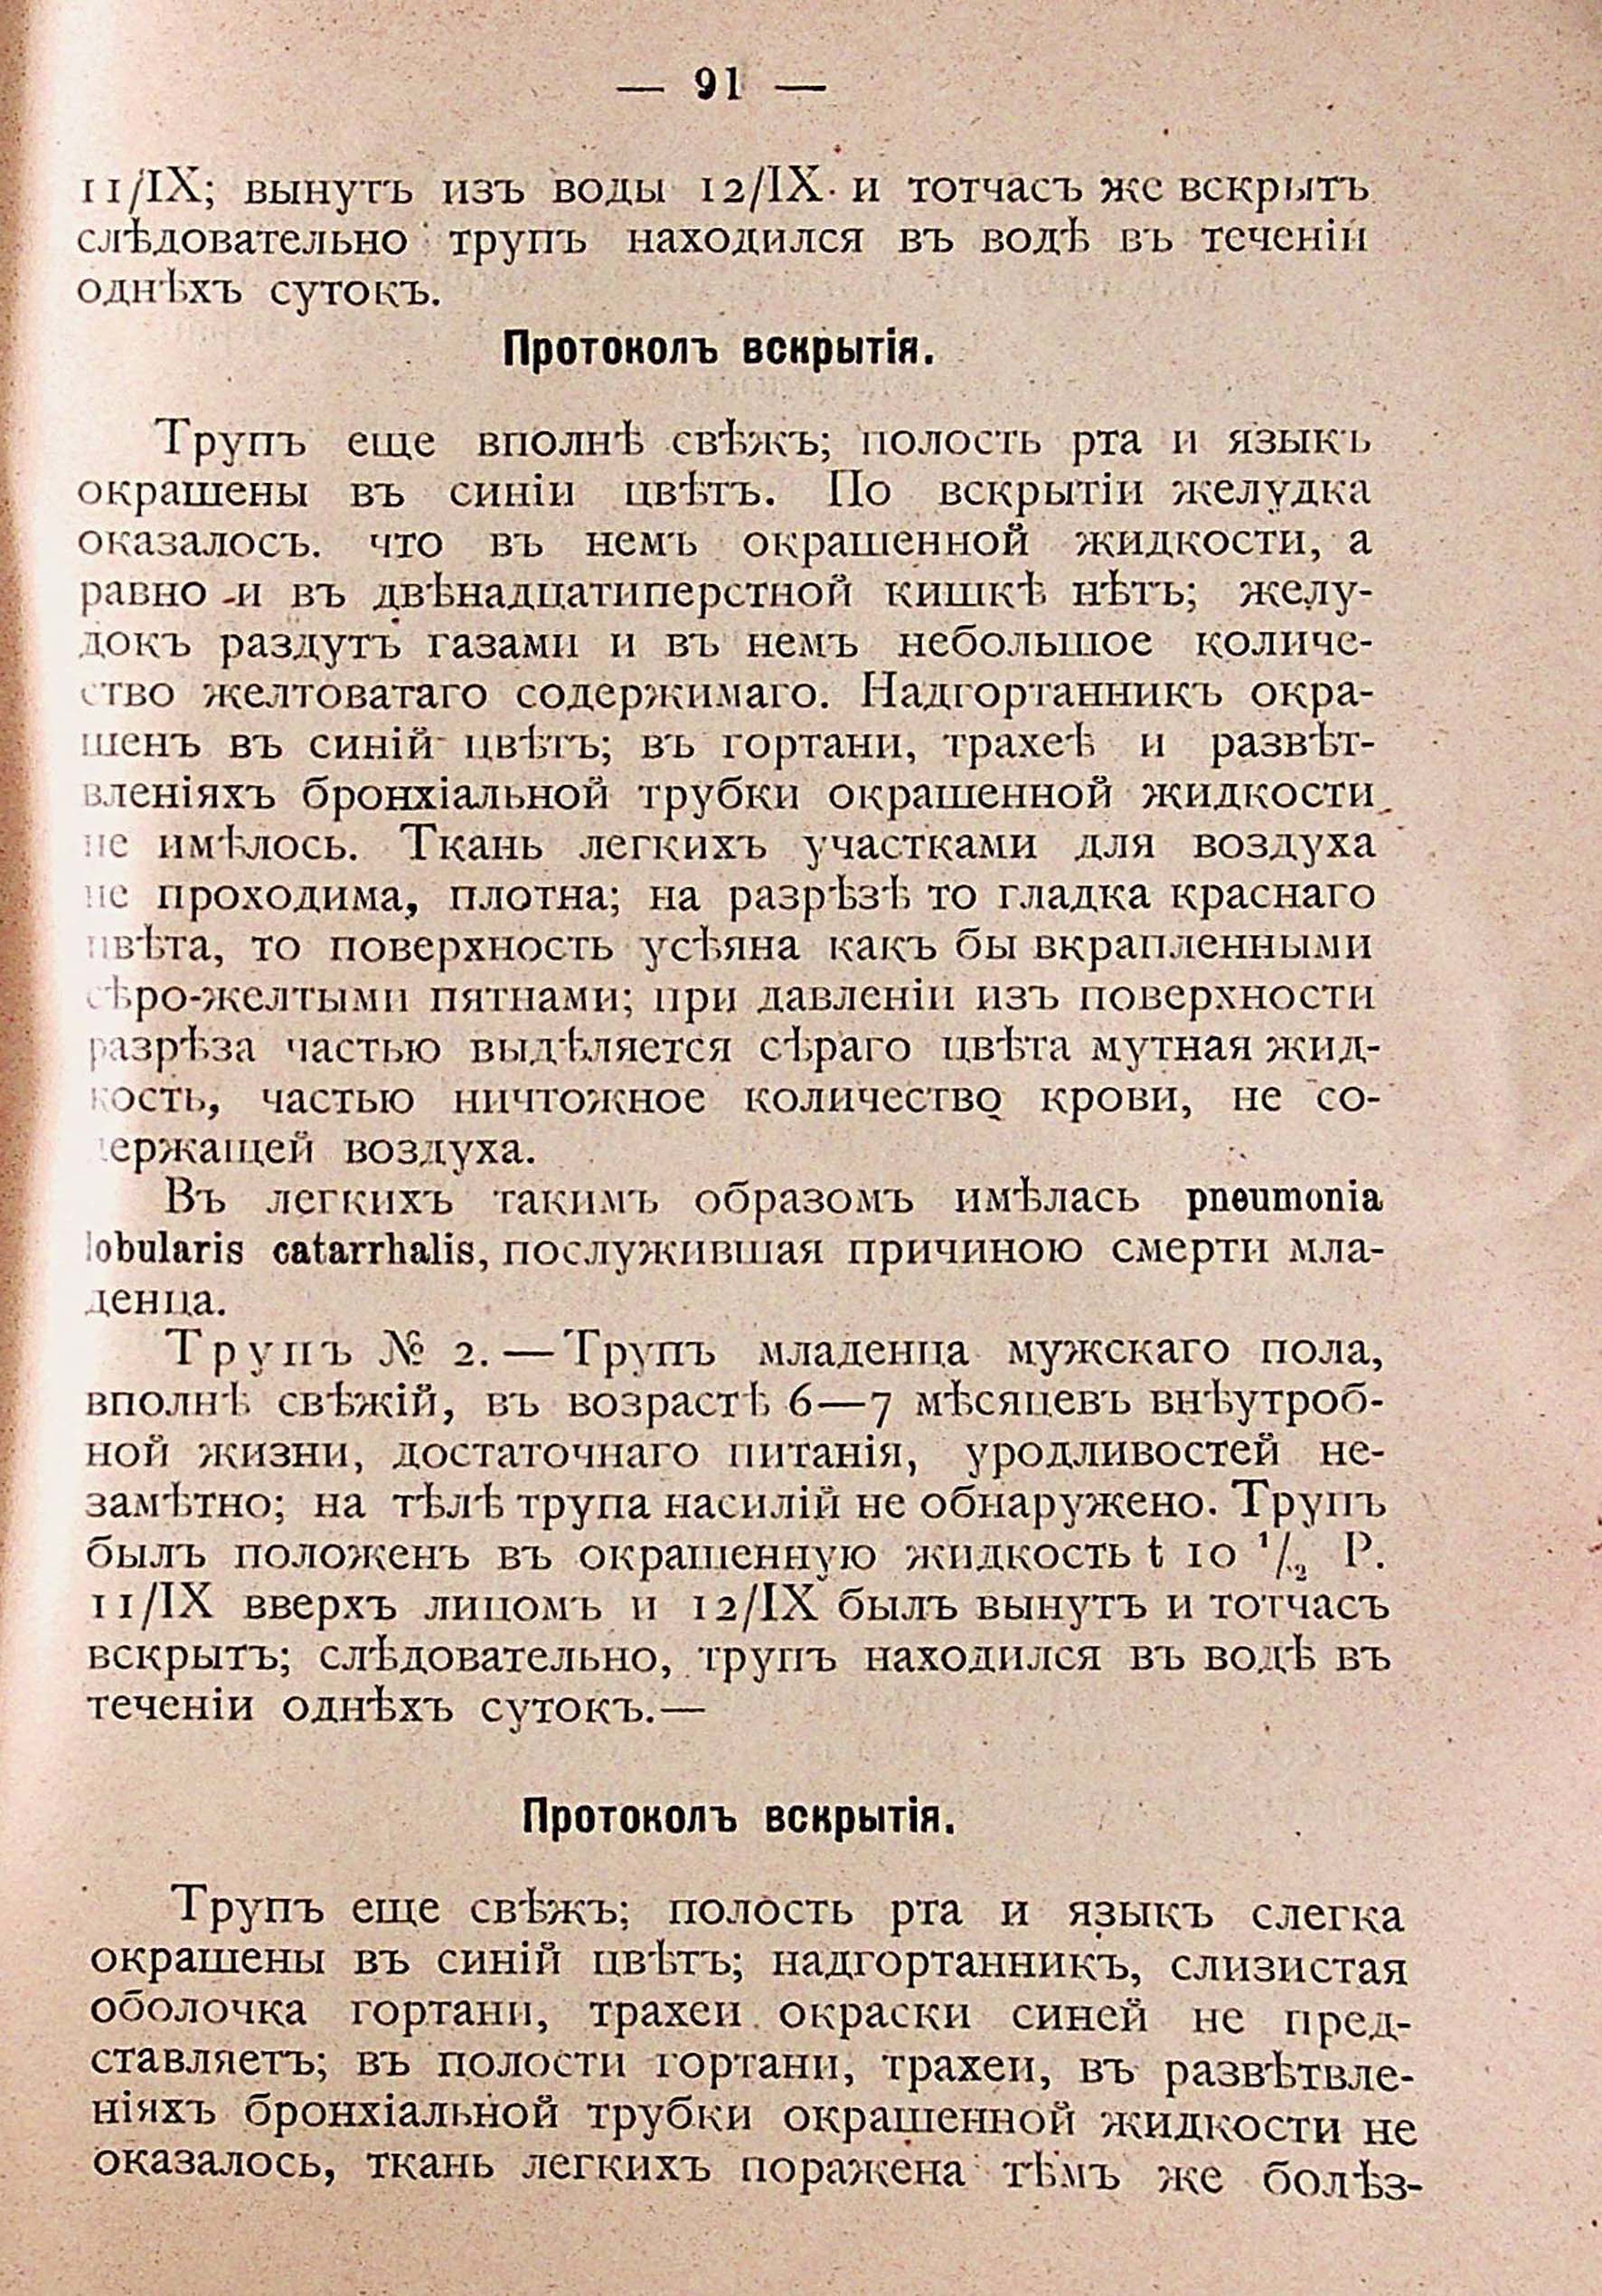 — 91 —
11/IX; вынутъ изъ воды 12/IX. и тотчасъ же вскрытъ
слѣдовательно трупъ находился въ водѣ въ теченіи
однѣхъ сутокъ.
Протоколъ вскрытія.
Трупъ еще вполнѣ свѣжъ; полость рта и языкъ
окрашены въ синіи цвѣтъ. По вскрытіи желудка
оказалосъ. что въ немъ окрашенной жидкости, а
равно и въ двѣнадцатиперстной кишкѣ нѣтъ; желу-
докъ раздутъ газами и въ немъ небольшое количе-
ство желтоватаго содержимаго. Надгортанникъ окра-
шенъ въ синій цвѣтъ; въ гортани, трахеѣ и развѣт-
вленіяхъ бронхіальной трубки окрашенной жидкости
не имѣлось. Ткань легкихъ участками для воздуха
не проходима, плотна; на разрѣзѣ то гладка краснаго
цвѣта, то поверхность усѣяна какъ бы вкрапленными
сѣро-желтыми пятнами; при давленіи изъ поверхности
разрѣза частью выдѣляется сѣраго цвѣта мутная жид-
кость, частью ничтожное количество крови, не со-
держащей воздуха.
Въ легкихъ такимъ образомъ имѣлась pneumonia
lobularis catarrhalis, послужившая причиною смерти мла-
денца.
Трупъ № 2. — Трупъ младенца мужскаго пола,
вполнѣ свѣжій, въ возрастѣ 6—7 мѣсяцевъ внѣутроб-
ной жизни, достаточнаго питанія, уродливостей не-
замѣтно; на тѣлѣ трупа насилій не обнаружено. Трупъ
былъ положенъ въ окрашенную жидкость t 10 1/2 Р.
11/IX вверхъ лицомъ и 12/IX былъ вынутъ и тотчасъ
вскрытъ; слѣдовательно, трупъ находился въ водѣ въ
теченіи однѣхъ сутокъ.—
Протоколъ вскрытія.
Трупъ еще свѣжъ; полость рта и языкъ слегка
окрашены въ синій цвѣтъ; надгортанникъ, слизистая
оболочка гортани, трахеи окраски синей не пред-
ставляетъ; въ полости гортани, трахеи, въ развѣтвле-
ніяхъ бронхіальной трубки окрашенной жидкости не
оказалось, ткань легкихъ поражена тѣмъ же болѣз-